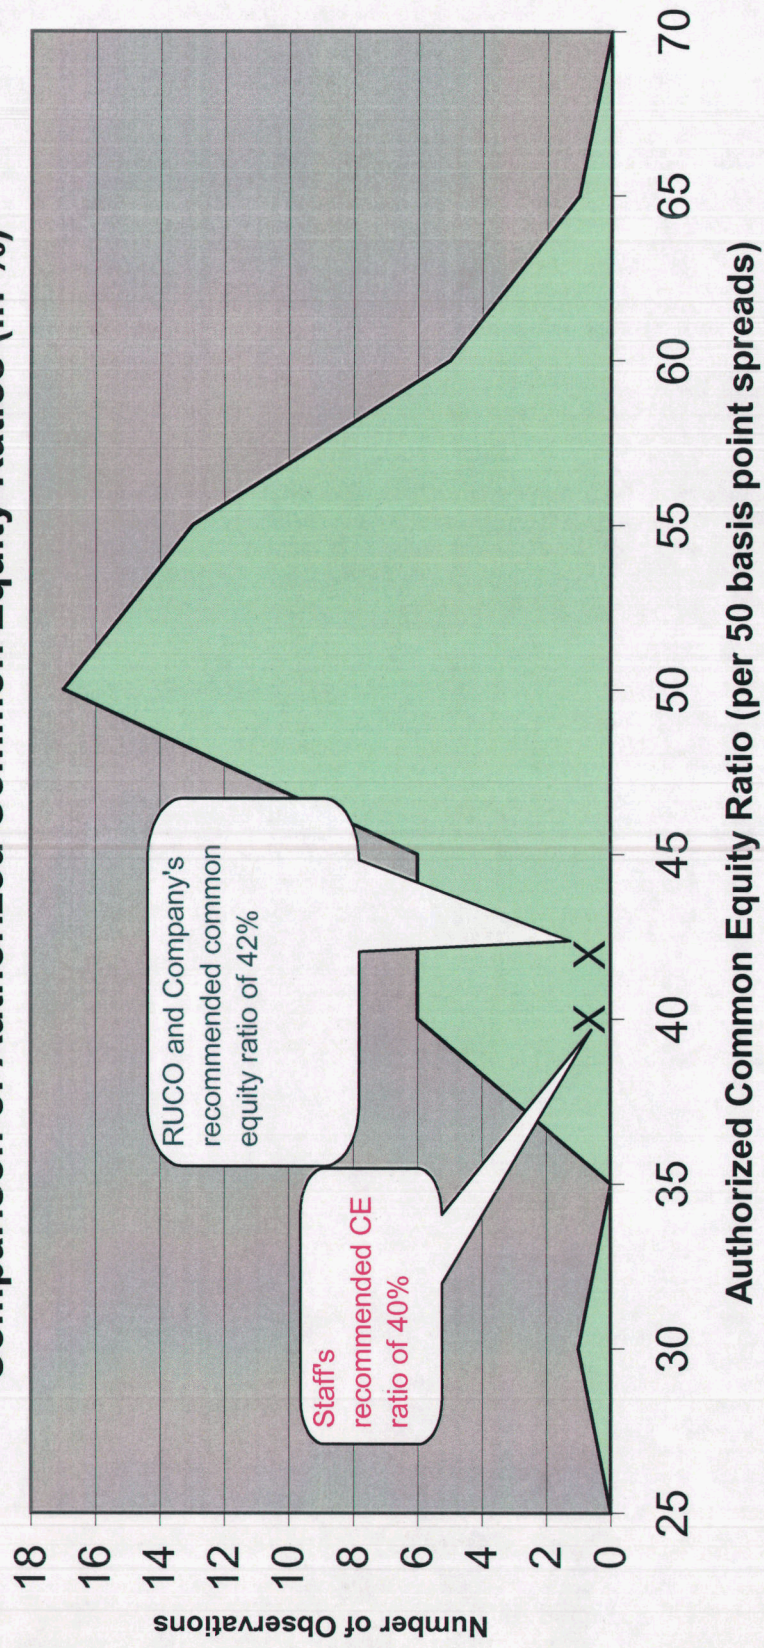 Comparison of Authorized Common Equity Ratios (in %)
Number of Observations
18
16
14
12
10
8
6
4
2
0
RUCO and Company's
recommended common
equity ratio of 42%
Staff's
recommended CE
ratio of 40%
X
X
25
30
35
40
45
50
55
60
65
70
Authorized Common Equity Ratio (per 50 basis point spreads)